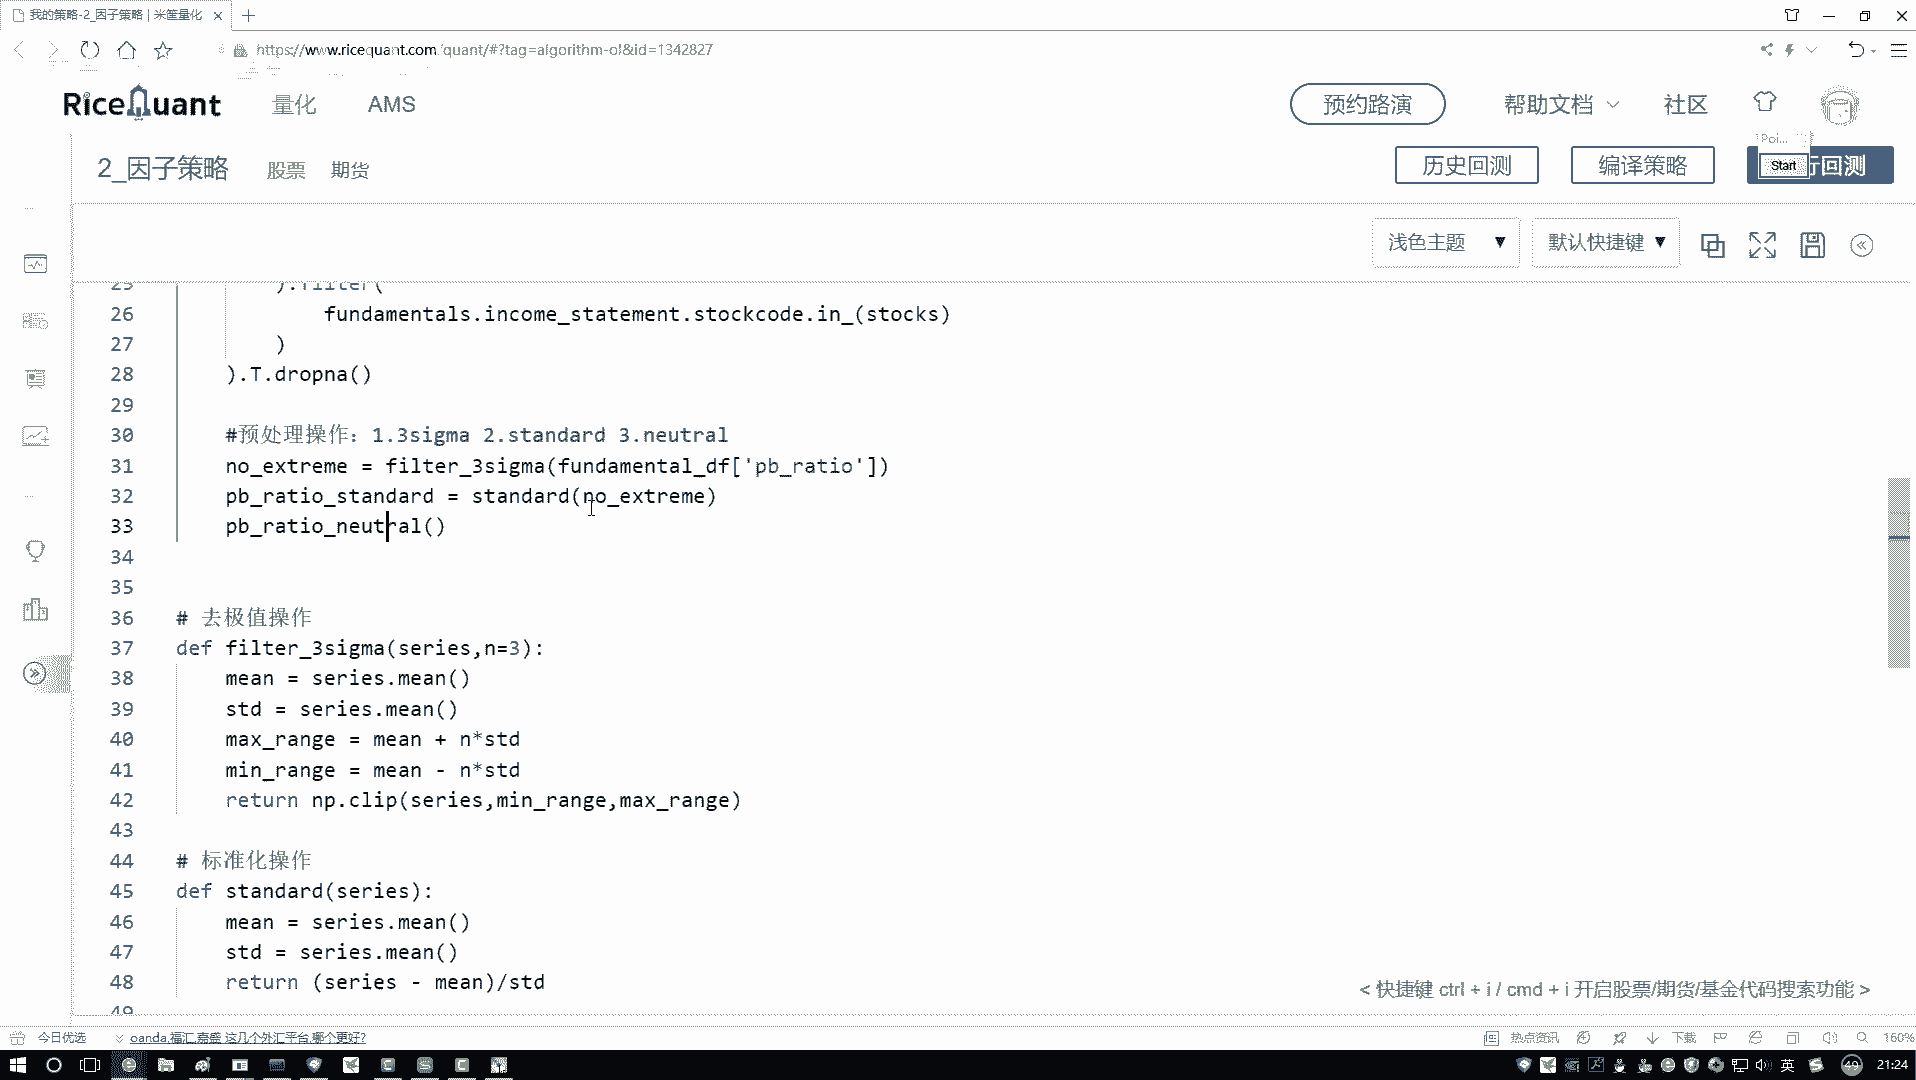 我的策略-2_因子策略 | 米筐量化
https://www.ricequant.com/quant/#?tag=algorithm-ol&id=1342827
RiceQuant 量化 AMS 预约路演 帮助文档 社区
Poi...
2_因子策略 股票 期货 历史回测 编译策略 Start 行回测
浅色主题 ▼ 默认快捷键 ▼
25 ).filter(
26 fundamentals.income_statement.stockcode.in_(stocks)
27 )
28 ).T.dropna()
29
30 #预处理操作：1.3sigma 2.standard 3.neutral
31 no_extreme = filter_3sigma(fundamental_df['pb_ratio'])
32 pb_ratio_standard = standard(no_extreme)
33 pb_ratio_neutral()
34
35
36 # 去极值操作
37 def filter_3sigma(series,n=3):
38 mean = series.mean()
39 std = series.mean()
40 max_range = mean + n*std
41 min_range = mean - n*std
42 return np.clip(series,min_range,max_range)
43
44 # 标准化操作
45 def standard(series):
46 mean = series.mean()
47 std = series.mean()
48 return (series - mean)/std
49
< 快捷键 ctrl + i / cmd + i 开启股票/期货/基金代码搜索功能 >
今日优选 oanda,福汇,嘉盛 这几个外汇平台,哪个更好? 热点资讯 下载 160%
英 49 21:24